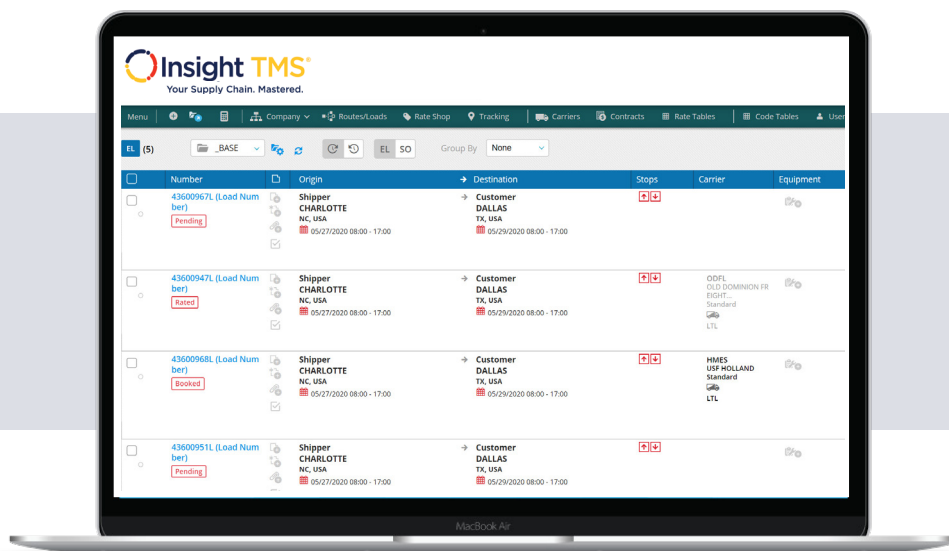 Insight TMS®
Your Supply Chain. Mastered.
Menu Company Routes/Loads Rate Shop Tracking Carriers Contracts Rate Tables Code Tables User
EL (5) _BASE EL SO Group By None
Number Origin → Destination Stops Carrier Equipment
43600967L (Load Num
ber)
Pending
Shipper
CHARLOTTE
NC, USA
05/27/2020 08:00 - 17:00
→ Customer
DALLAS
TX, USA
05/29/2020 08:00 - 17:00
43600947L (Load Num
ber)
Rated
Shipper
CHARLOTTE
NC, USA
05/27/2020 08:00 - 17:00
→ Customer
DALLAS
TX, USA
05/29/2020 08:00 - 17:00
ODFL
OLD DOMINION FR
EIGHT...
Standard
LTL
43600968L (Load Num
ber)
Booked
Shipper
CHARLOTTE
NC, USA
05/27/2020 08:00 - 17:00
→ Customer
DALLAS
TX, USA
05/29/2020 08:00 - 17:00
HMES
USF HOLLAND
Standard
LTL
43600951L (Load Num
ber)
Pending
Shipper
CHARLOTTE
NC, USA
05/27/2020 08:00 - 17:00
→ Customer
DALLAS
TX, USA
05/29/2020 08:00 - 17:00
MacBook Air